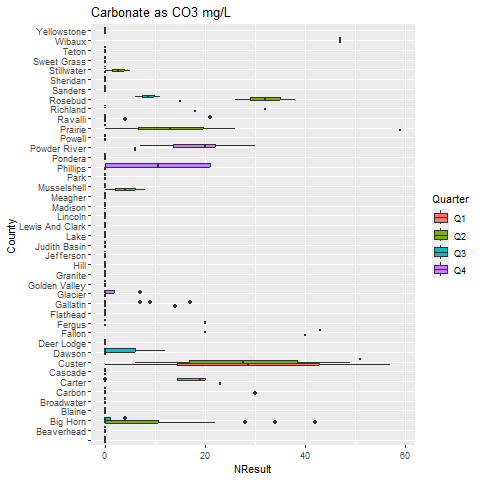 Carbonate as CO3 mg/L
County
Yellowstone
Wibaux
Teton
Sweet Grass
Stillwater
Sheridan
Sanders
Rosebud
Richland
Ravalli
Prairie
Powell
Powder River
Pondera
Phillips
Park
Musselshell
Meagher
Madison
Lincoln
Lewis And Clark
Lake
Judith Basin
Jefferson
Hill
Granite
Golden Valley
Glacier
Gallatin
Flathead
Fergus
Fallon
Deer Lodge
Dawson
Custer
Cascade
Carter
Carbon
Broadwater
Blaine
Big Horn
Beaverhead
0 20 40 60
NResult
Quarter
Q1
Q2
Q3
Q4